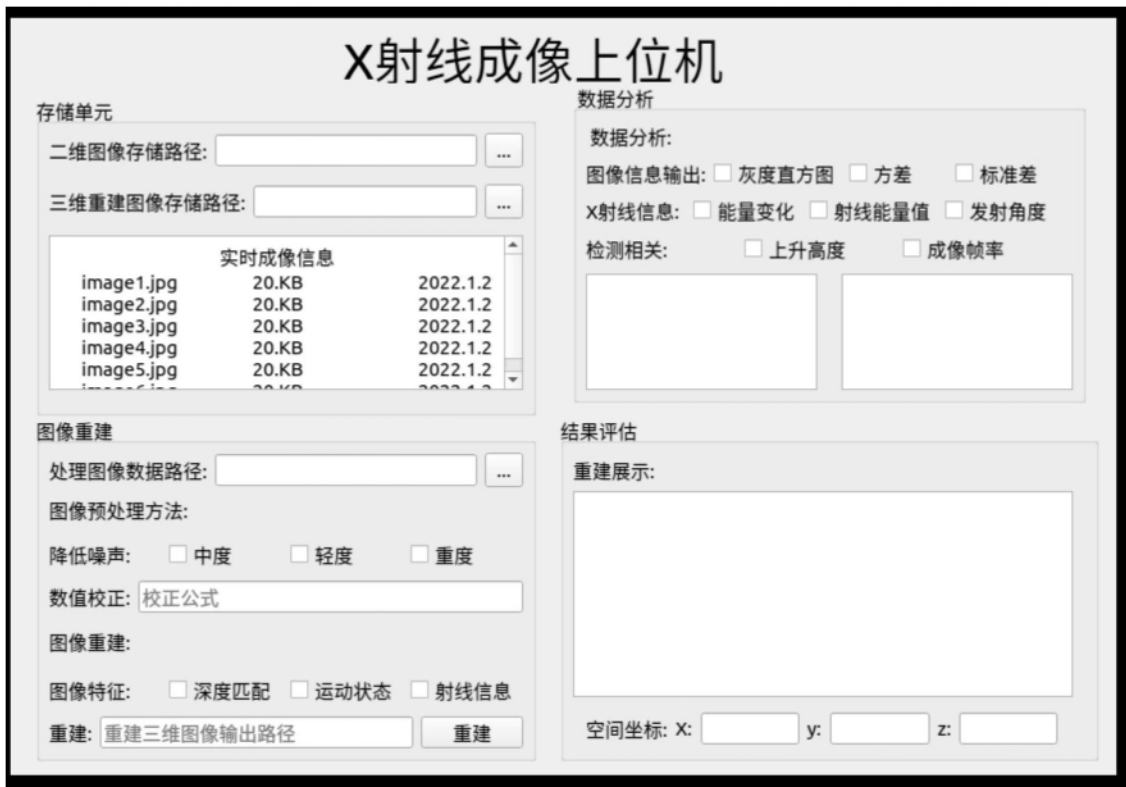 X射线成像上位机
存储单元
二维图像存储路径: ...
三维重建图像存储路径: ...
实时成像信息
image1.jpg 20.KB 2022.1.2
image2.jpg 20.KB 2022.1.2
image3.jpg 20.KB 2022.1.2
image4.jpg 20.KB 2022.1.2
image5.jpg 20.KB 2022.1.2
数据分析
数据分析:
图像信息输出: 灰度直方图 方差 标准差
X射线信息: 能量变化 射线能量值 发射角度
检测相关: 上升高度 成像帧率
图像重建
处理图像数据路径: ...
图像预处理方法:
降低噪声: 中度 轻度 重度
数值校正: 校正公式
图像重建:
图像特征: 深度匹配 运动状态 射线信息
重建: 重建三维图像输出路径 重建
结果评估
重建展示:
空间坐标: X: y: z: